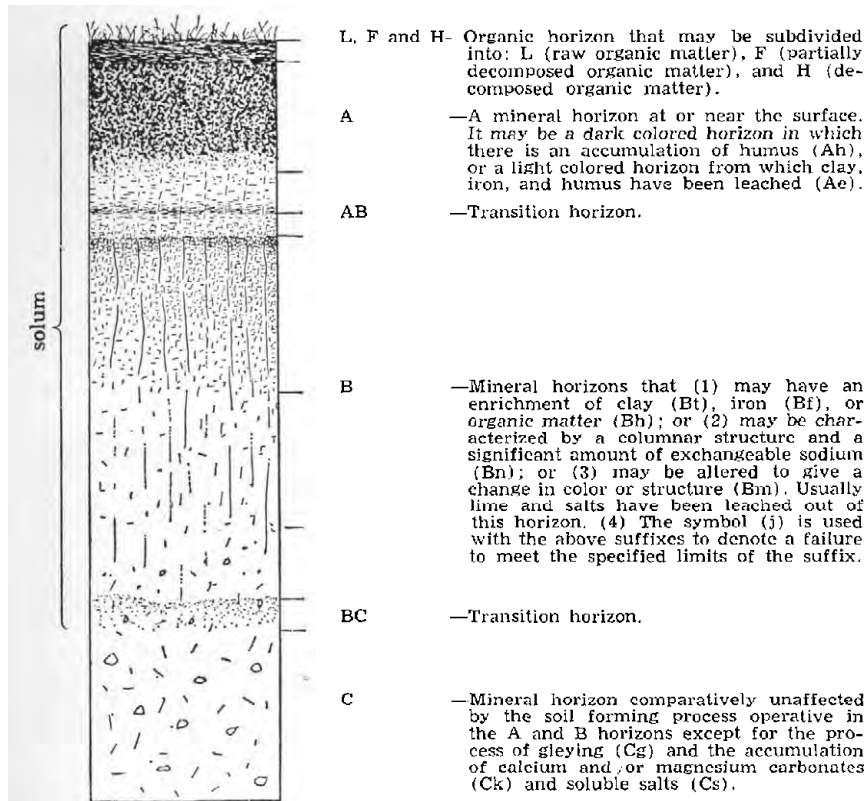 L, F and H- Organic horizon that may be subdivided
into: L (raw organic matter), F (partially
decomposed organic matter), and H (de-
composed organic matter).
A —A mineral horizon at or near the surface.
It may be a dark colored horizon in which
there is an accumulation of humus (Ah),
or a light colored horizon from which clay,
iron, and humus have been leached (Ae).
AB —Transition horizon.
solum
B —Mineral horizons that (1) may have an
enrichment of clay (Bt), iron (Bf), or
organic matter (Bh); or (2) may be char-
acterized by a columnar structure and a
significant amount of exchangeable sodium
(Bn); or (3) may be altered to give a
change in color or structure (Bm). Usually
lime and salts have been leached out of
this horizon. (4) The symbol (j) is used
with the above suffixes to denote a failure
to meet the specified limits of the suffix.
BC —Transition horizon.
C —Mineral horizon comparatively unaffected
by the soil forming process operative in
the A and B horizons except for the pro-
cess of gleying (Cg) and the accumulation
of calcium and/or magnesium carbonates
(Ck) and soluble salts (Cs).